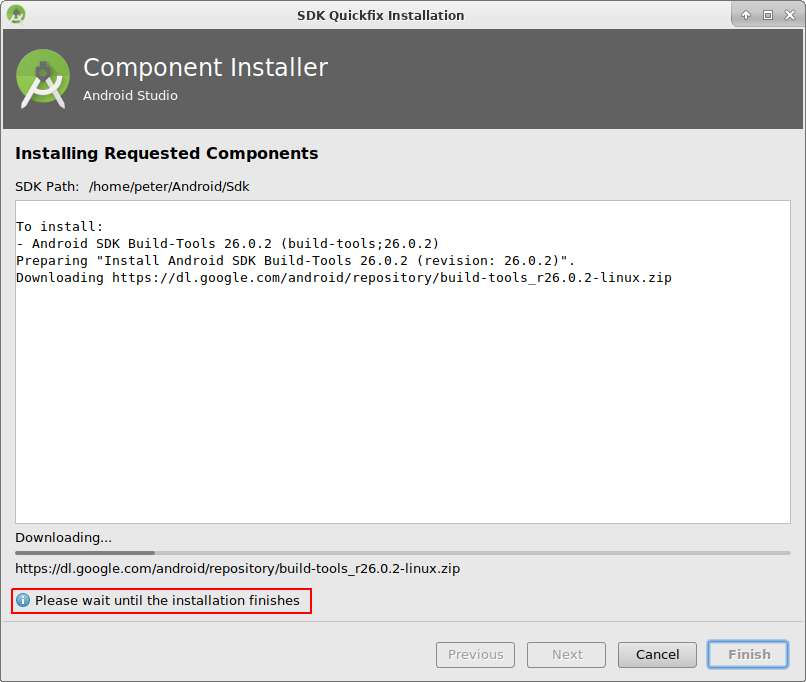 SDK Quickfix Installation
Component Installer
Android Studio
Installing Requested Components
SDK Path: /home/peter/Android/Sdk
To install:
- Android SDK Build-Tools 26.0.2 (build-tools;26.0.2)
Preparing "Install Android SDK Build-Tools 26.0.2 (revision: 26.0.2)".
Downloading https://dl.google.com/android/repository/build-tools_r26.0.2-linux.zip
Downloading...
https://dl.google.com/android/repository/build-tools_r26.0.2-linux.zip
Please wait until the installation finishes
Previous Next Cancel Finish